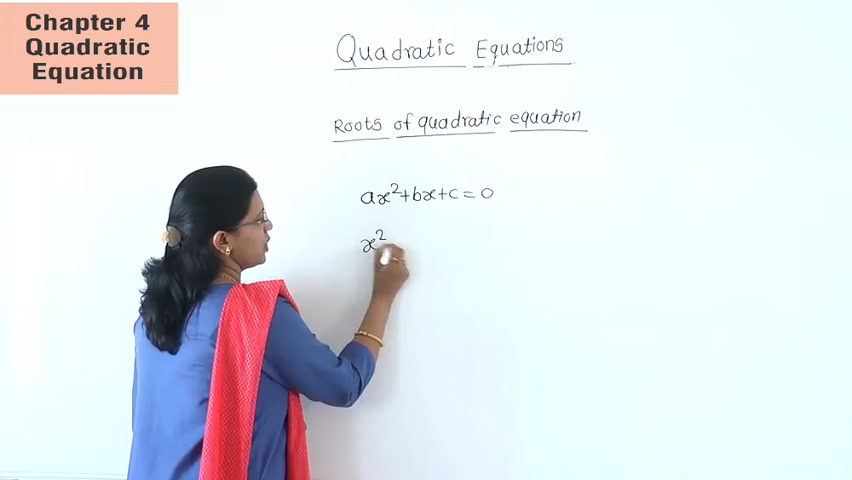 Chapter 4
Quadratic
Equation
Quadratic Equations
Roots of quadratic equation
ax²+bx+c=0
x²